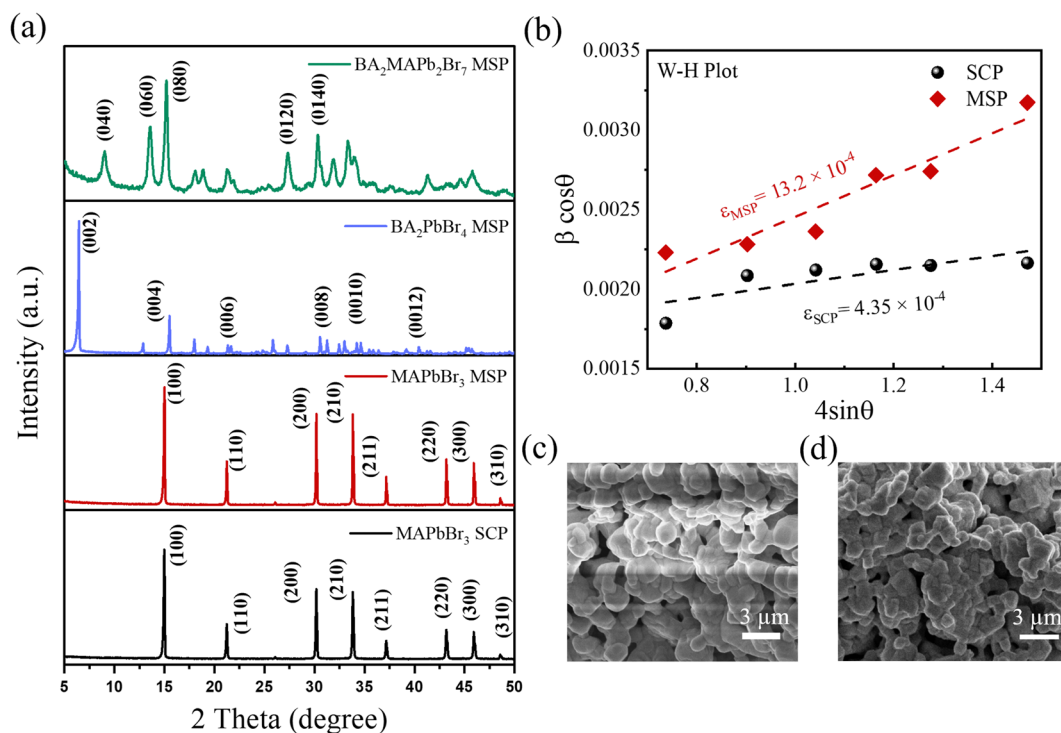 (a)
BA₂MAPb₂Br₇ MSP
(040)
(060)
(080)
(0120)
(0140)
BA₂PbBr₄ MSP
(002)
(004)
(006)
(008)
(0010)
(0012)
MAPbBr₃ MSP
(100)
(110)
(200)
(210)
(211)
(220)
(300)
(310)
MAPbBr₃ SCP
(100)
(110)
(200)
(210)
(211)
(220)
(300)
(310)
Intensity (a.u.)
5 10 15 20 25 30 35 40 45 50
2 Theta (degree)
(b)
W-H Plot
SCP
MSP
εMSP= 13.2 × 10⁻⁴
εSCP= 4.35 × 10⁻⁴
0.0035
0.0030
0.0025
0.0020
0.0015
β cosθ
0.8 1.0 1.2 1.4
4sinθ
(c)
3 µm
(d)
3 µm